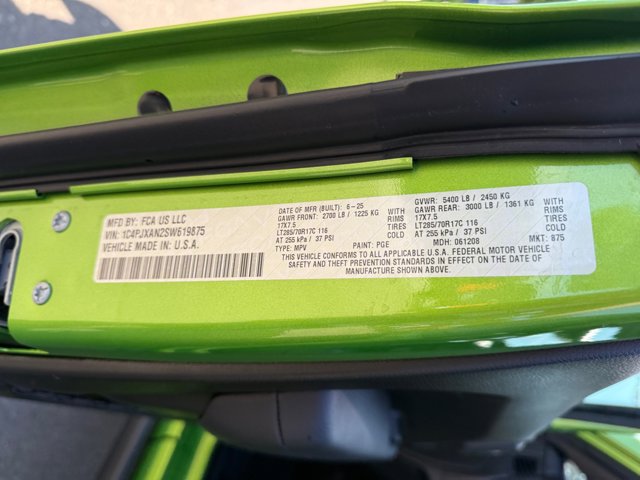 MFD BY: FCA US LLC
VIN: 1C4PJXAN2SW619875
VEHICLE MADE IN U.S.A.
DATE OF MFR (BUILT): 6-25
GAWR FRONT: 2700 LB / 1225 KG WITH
17X7.5 RIMS
LT285/70R17C 116 TIRES
AT 255 kPa / 37 PSI COLD
TYPE: MPV PAINT: PGE
GVWR: 5400 LB / 2450 KG
GAWR REAR: 3000 LB / 1361 KG WITH
17X7.5 RIMS
LT285/70R17C 116 TIRES
AT 255 kPa / 37 PSI COLD
MDH: 061208 MKT: 875
THIS VEHICLE CONFORMS TO ALL APPLICABLE U.S.A. FEDERAL MOTOR VEHICLE
SAFETY AND THEFT PREVENTION STANDARDS IN EFFECT ON THE DATE OF
MANUFACTURE SHOWN ABOVE.